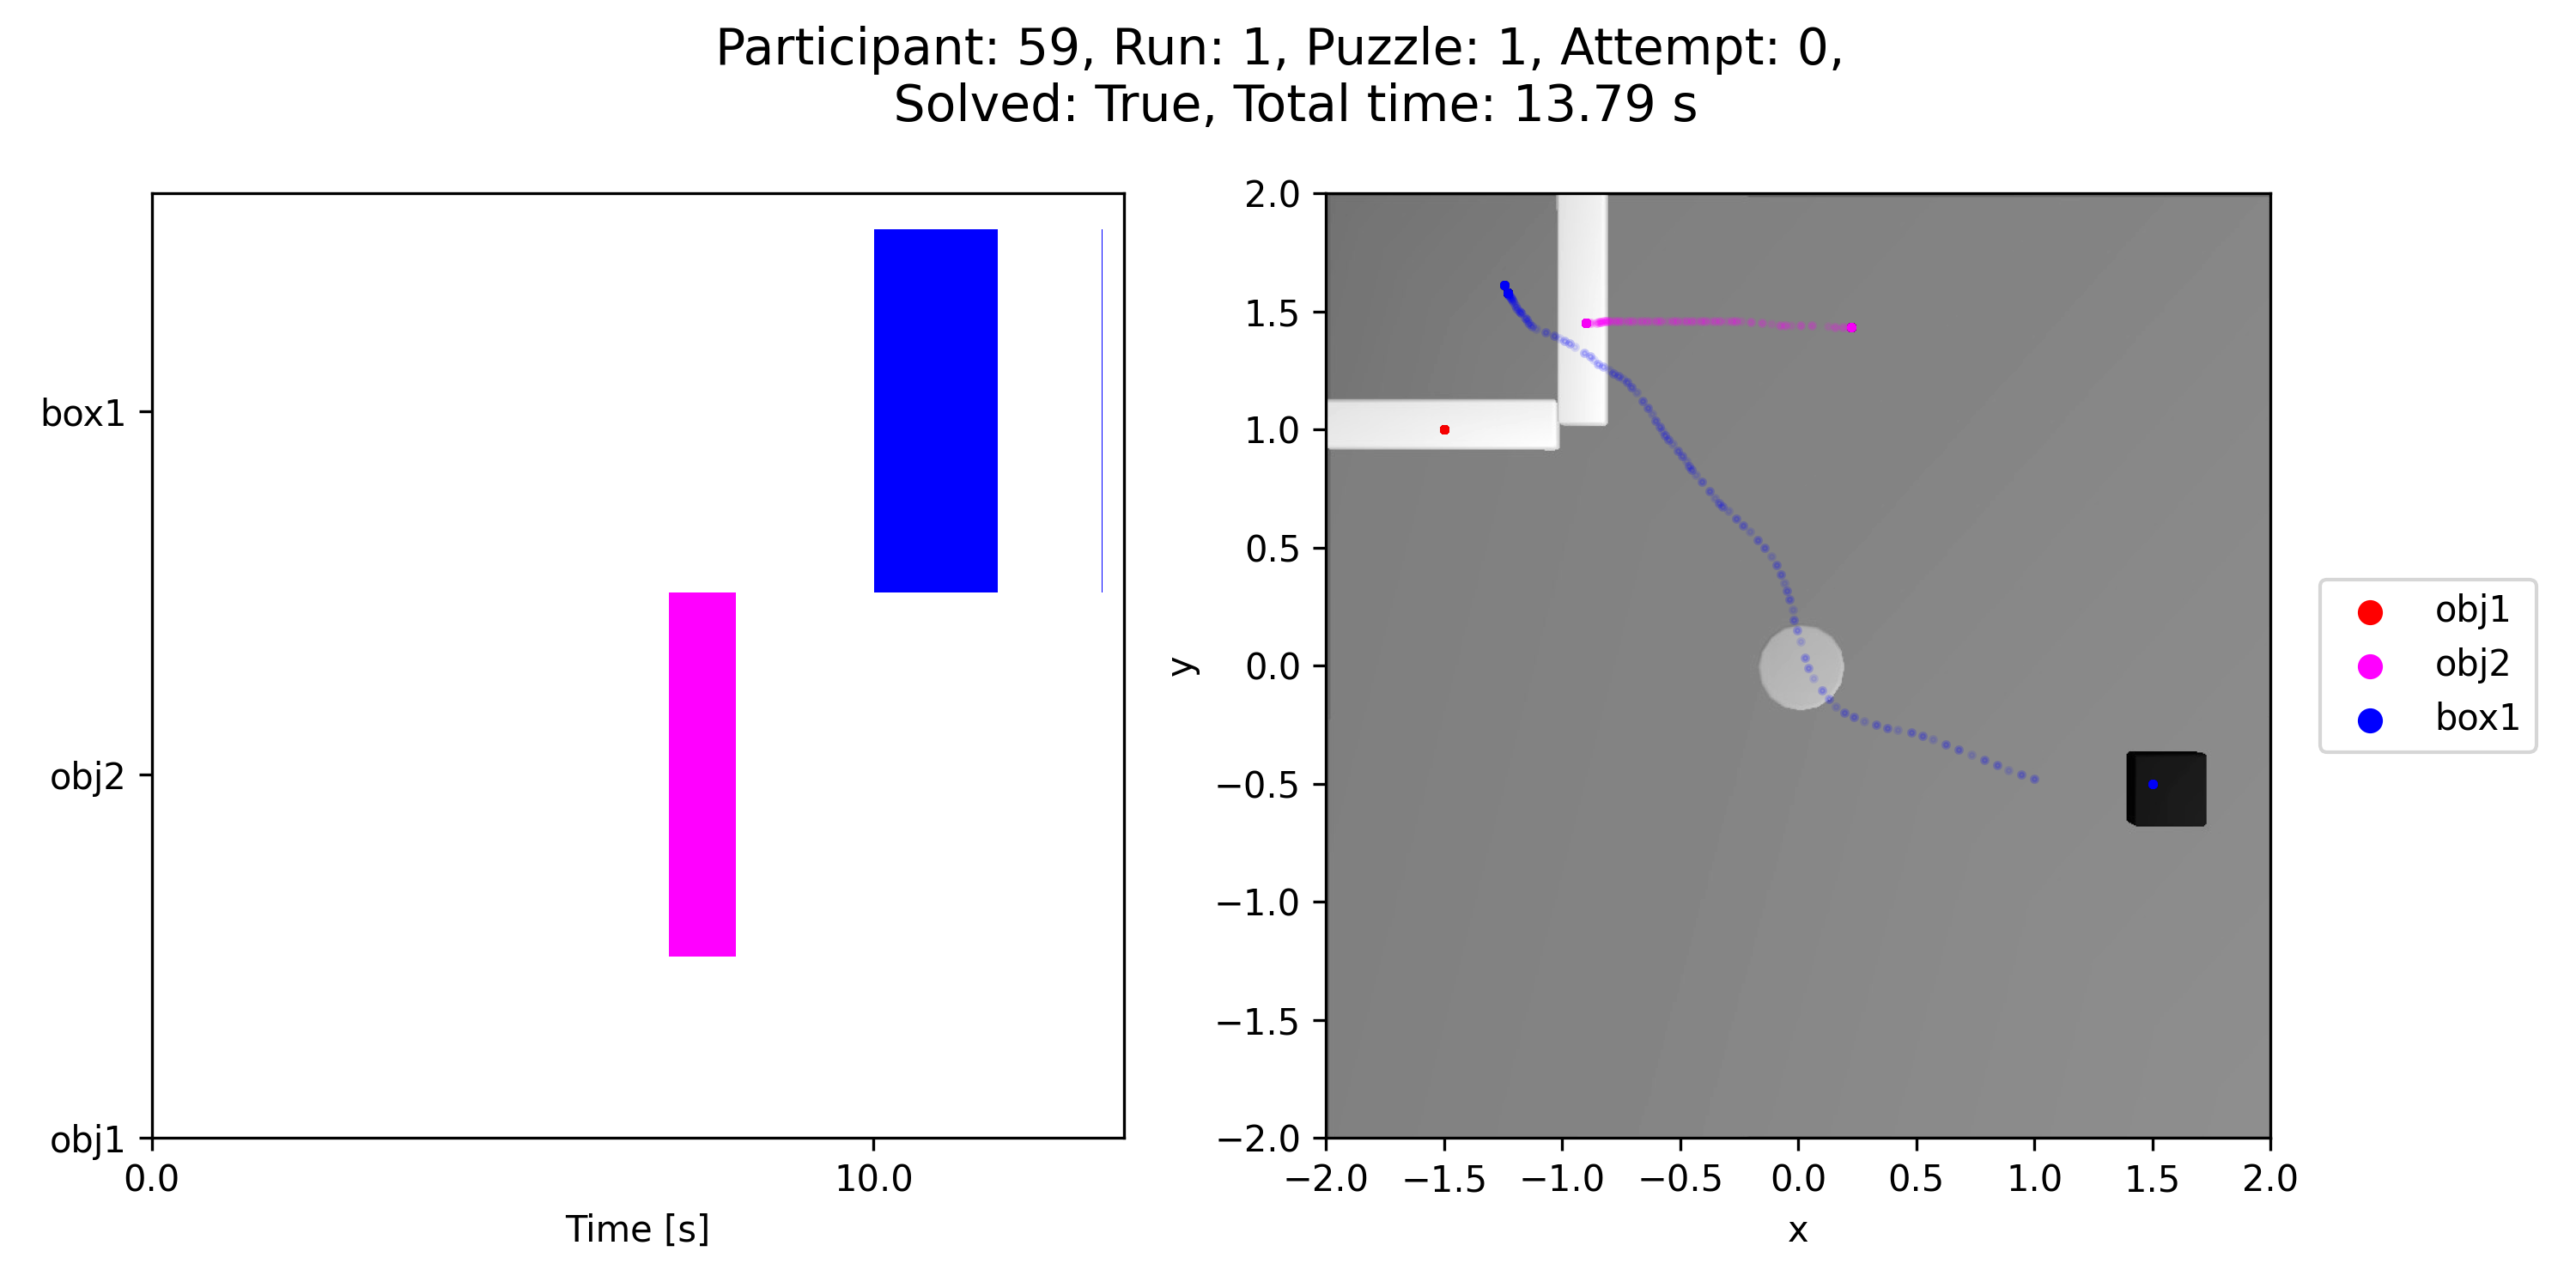 Participant: 59, Run: 1, Puzzle: 1, Attempt: 0,
Solved: True, Total time: 13.79 s
box1
obj2
obj1
0.0
10.0
Time [s]
2.0
1.5
1.0
0.5
0.0
−0.5
−1.0
−1.5
−2.0
y
−2.0
−1.5
−1.0
−0.5
0.0
0.5
1.0
1.5
2.0
x
obj1
obj2
box1